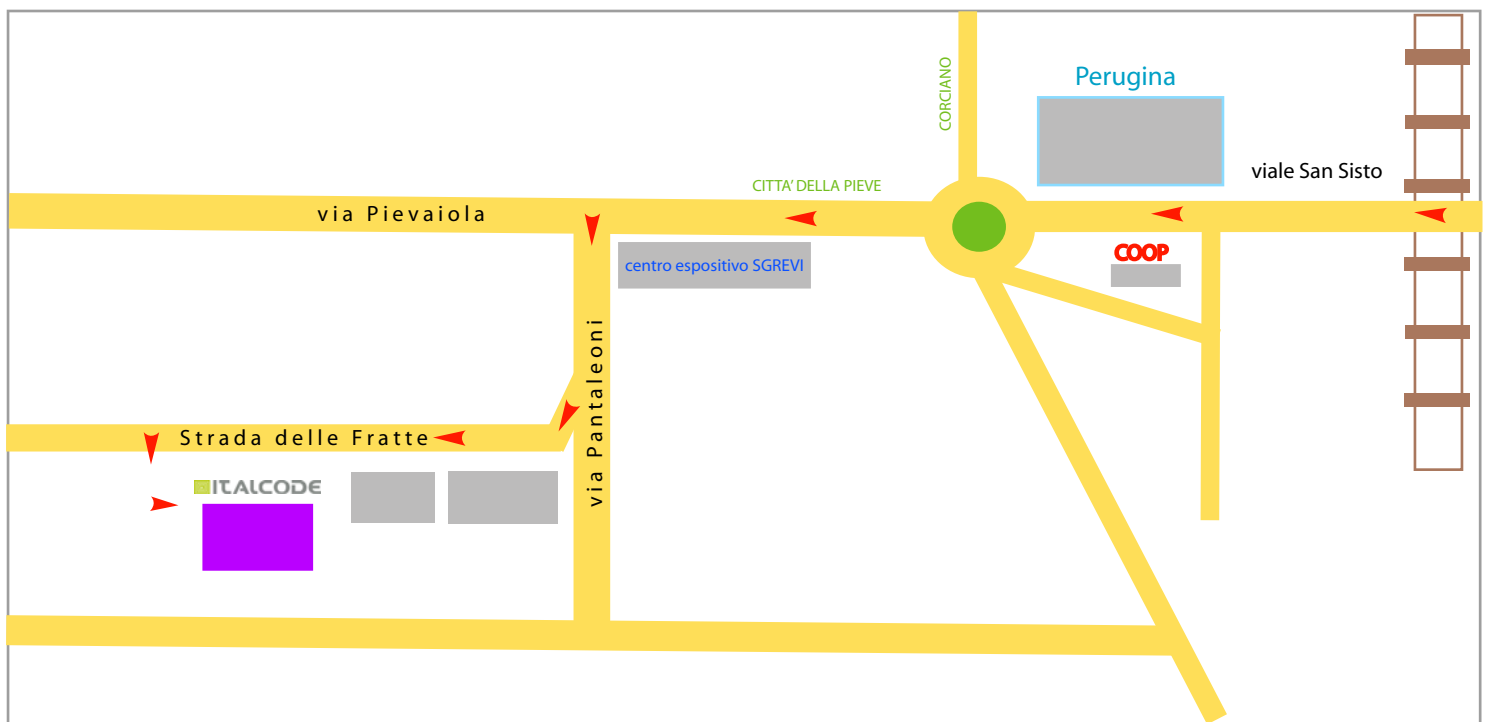 Perugina
CORCIANO
viale San Sisto
CITTA’ DELLA PIEVE
via Pievaiola
COOP
centro espositivo SGREVI
via Pantaleoni
Strada delle Fratte
ITALCODE